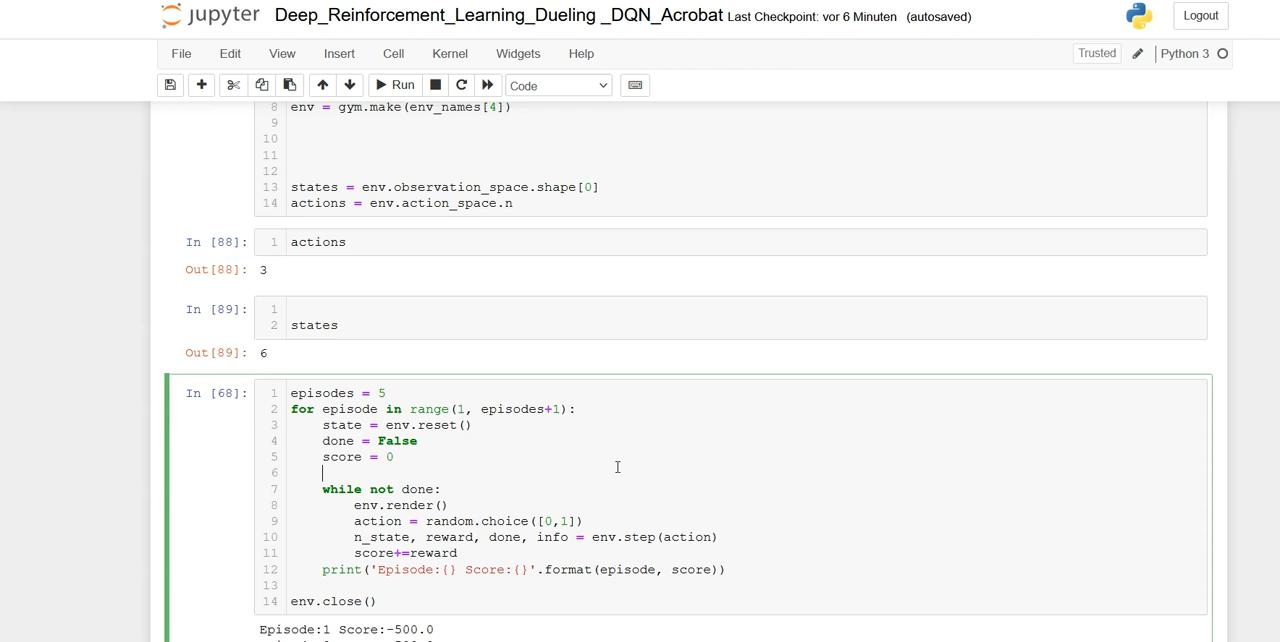 jupyter Deep_Reinforcement_Learning_Dueling _DQN_Acrobat Last Checkpoint: vor 6 Minuten (autosaved) Logout
File Edit View Insert Cell Kernel Widgets Help Trusted Python 3
Run Code
8 env = gym.make(env_names[4])
9
10
11
12
13 states = env.observation_space.shape[0]
14 actions = env.action_space.n
In [88]: 1 actions
Out[88]: 3
In [89]: 1
2 states
Out[89]: 6
In [68]: 1 episodes = 5
2 for episode in range(1, episodes+1):
3 state = env.reset()
4 done = False
5 score = 0
6
7 while not done:
8 env.render()
9 action = random.choice([0,1])
10 n_state, reward, done, info = env.step(action)
11 score+=reward
12 print('Episode:{} Score:{}'.format(episode, score))
13
14 env.close()
Episode:1 Score:-500.0